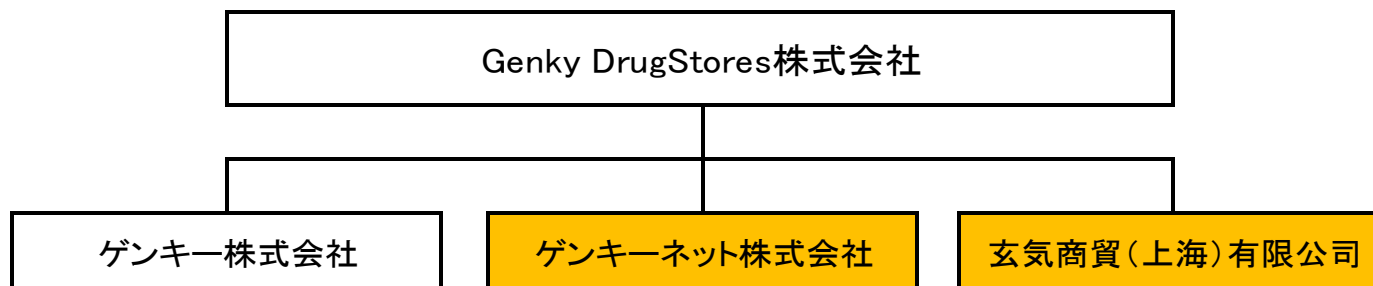 Genky DrugStores株式会社
ゲンキー株式会社
ゲンキーネット株式会社
玄気商貿(上海)有限公司